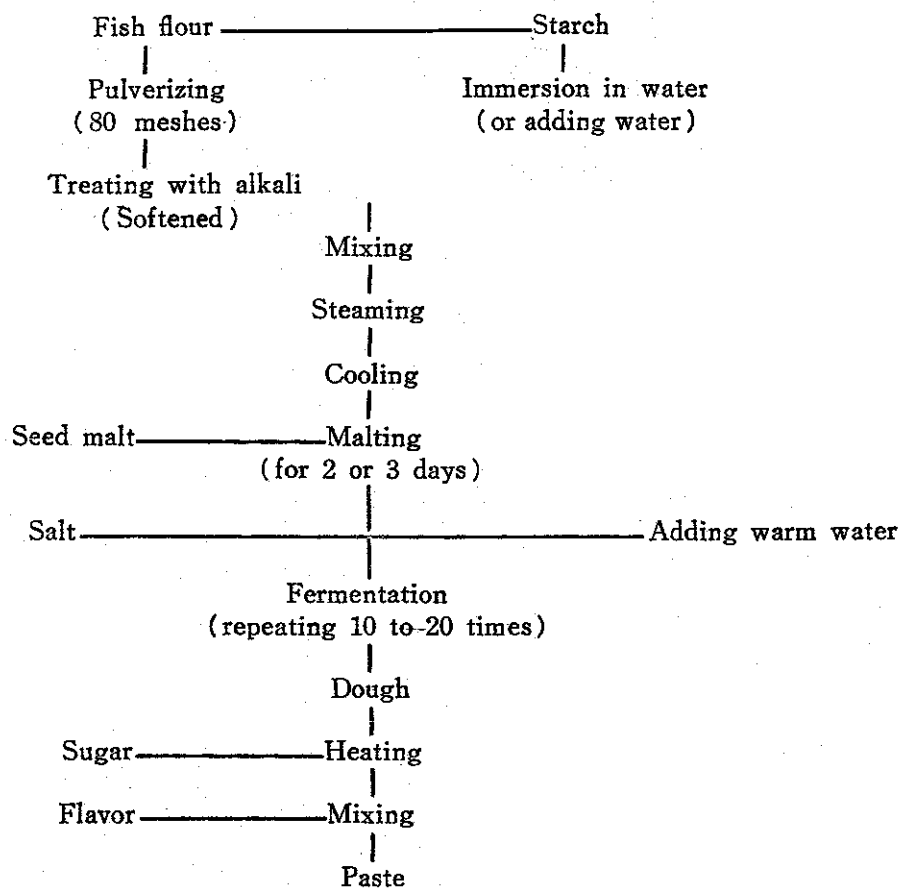 Fish flour Starch
Pulverizing Immersion in water
(80 meshes) (or adding water)
Treating with alkali
(Softened)
Mixing
Steaming
Cooling
Seed malt Malting
(for 2 or 3 days)
Salt Adding warm water
Fermentation
(repeating 10 to 20 times)
Dough
Sugar Heating
Flavor Mixing
Paste